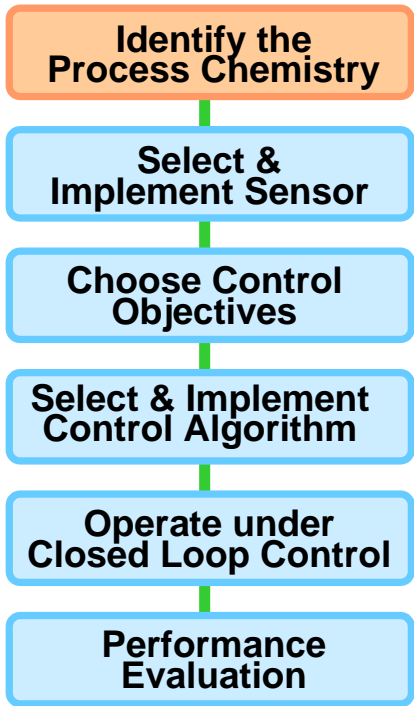 Identify the
Process Chemistry
Select &
Implement Sensor
Choose Control
Objectives
Select & Implement
Control Algorithm
Operate under
Closed Loop Control
Performance
Evaluation